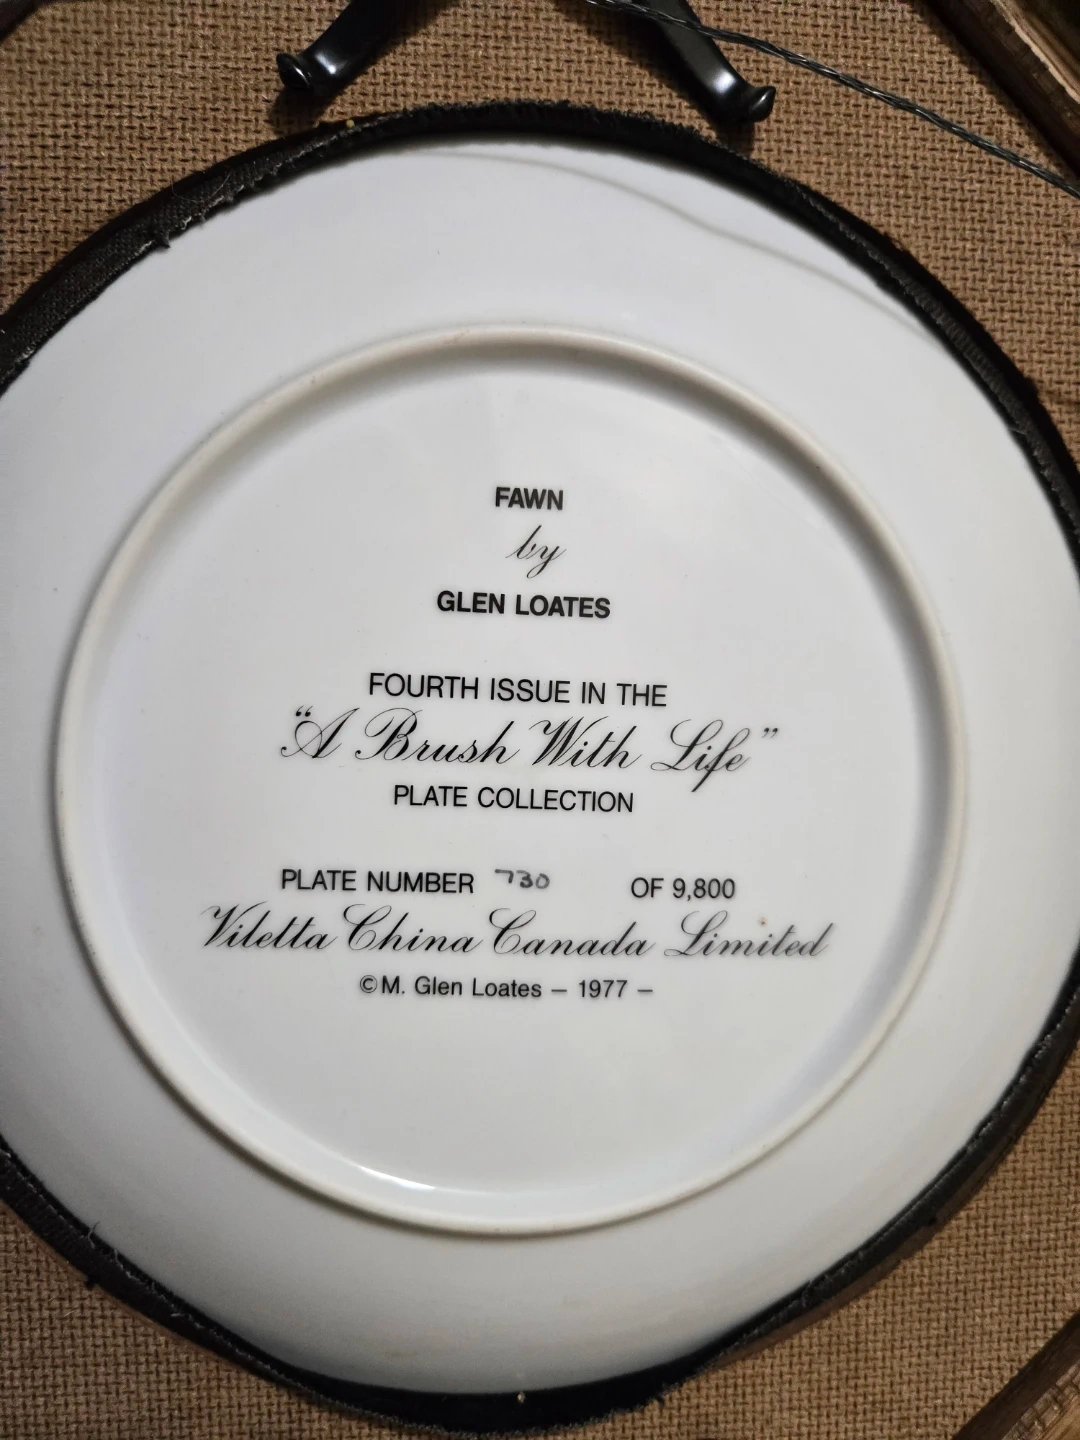 FAWN
by
GLEN LOATES
FOURTH ISSUE IN THE
“A Brush With Life”
PLATE COLLECTION
PLATE NUMBER 730 OF 9,800
Viletta China Canada Limited
©M. Glen Loates – 1977 –